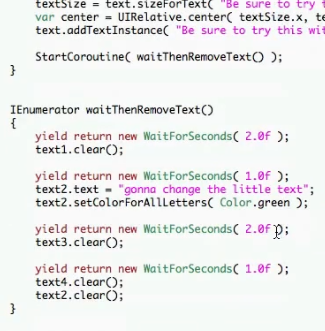 textSize = text.sizeForText( "Be sure to try t
var center = UIRelative.center( textSize.x, te
text.addTextInstance( "Be sure to try this wit
StartCoroutine( waitThenRemoveText() );
}
IEnumerator waitThenRemoveText()
{
yield return new WaitForSeconds( 2.0f );
text1.clear();
yield return new WaitForSeconds( 1.0f );
text2.text = "gonna change the little text";
text2.setColorForAllLetters( Color.green );
yield return new WaitForSeconds( 2.0f );
text3.clear();
yield return new WaitForSeconds( 1.0f );
text4.clear();
text2.clear();
}